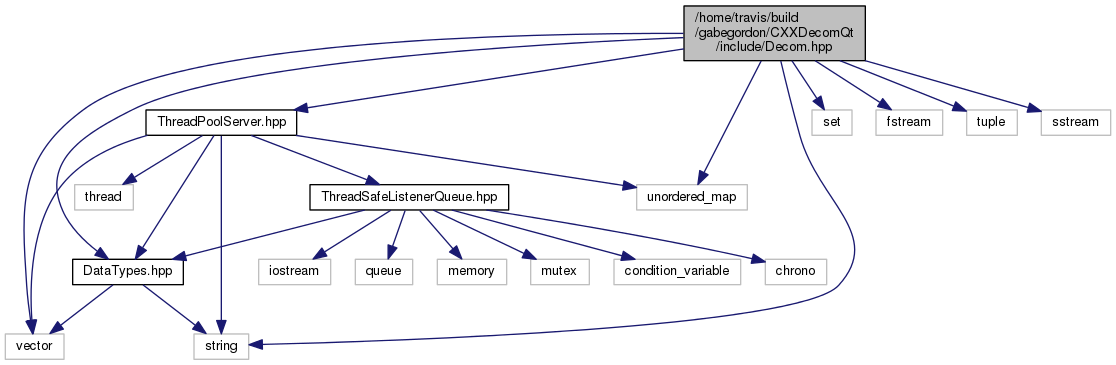 /home/travis/build
/gabegordon/CXXDecomQt
/include/Decom.hpp
ThreadPoolServer.hpp
set
fstream
tuple
sstream
thread
ThreadSafeListenerQueue.hpp
unordered_map
DataTypes.hpp
iostream
queue
memory
mutex
condition_variable
chrono
vector
string